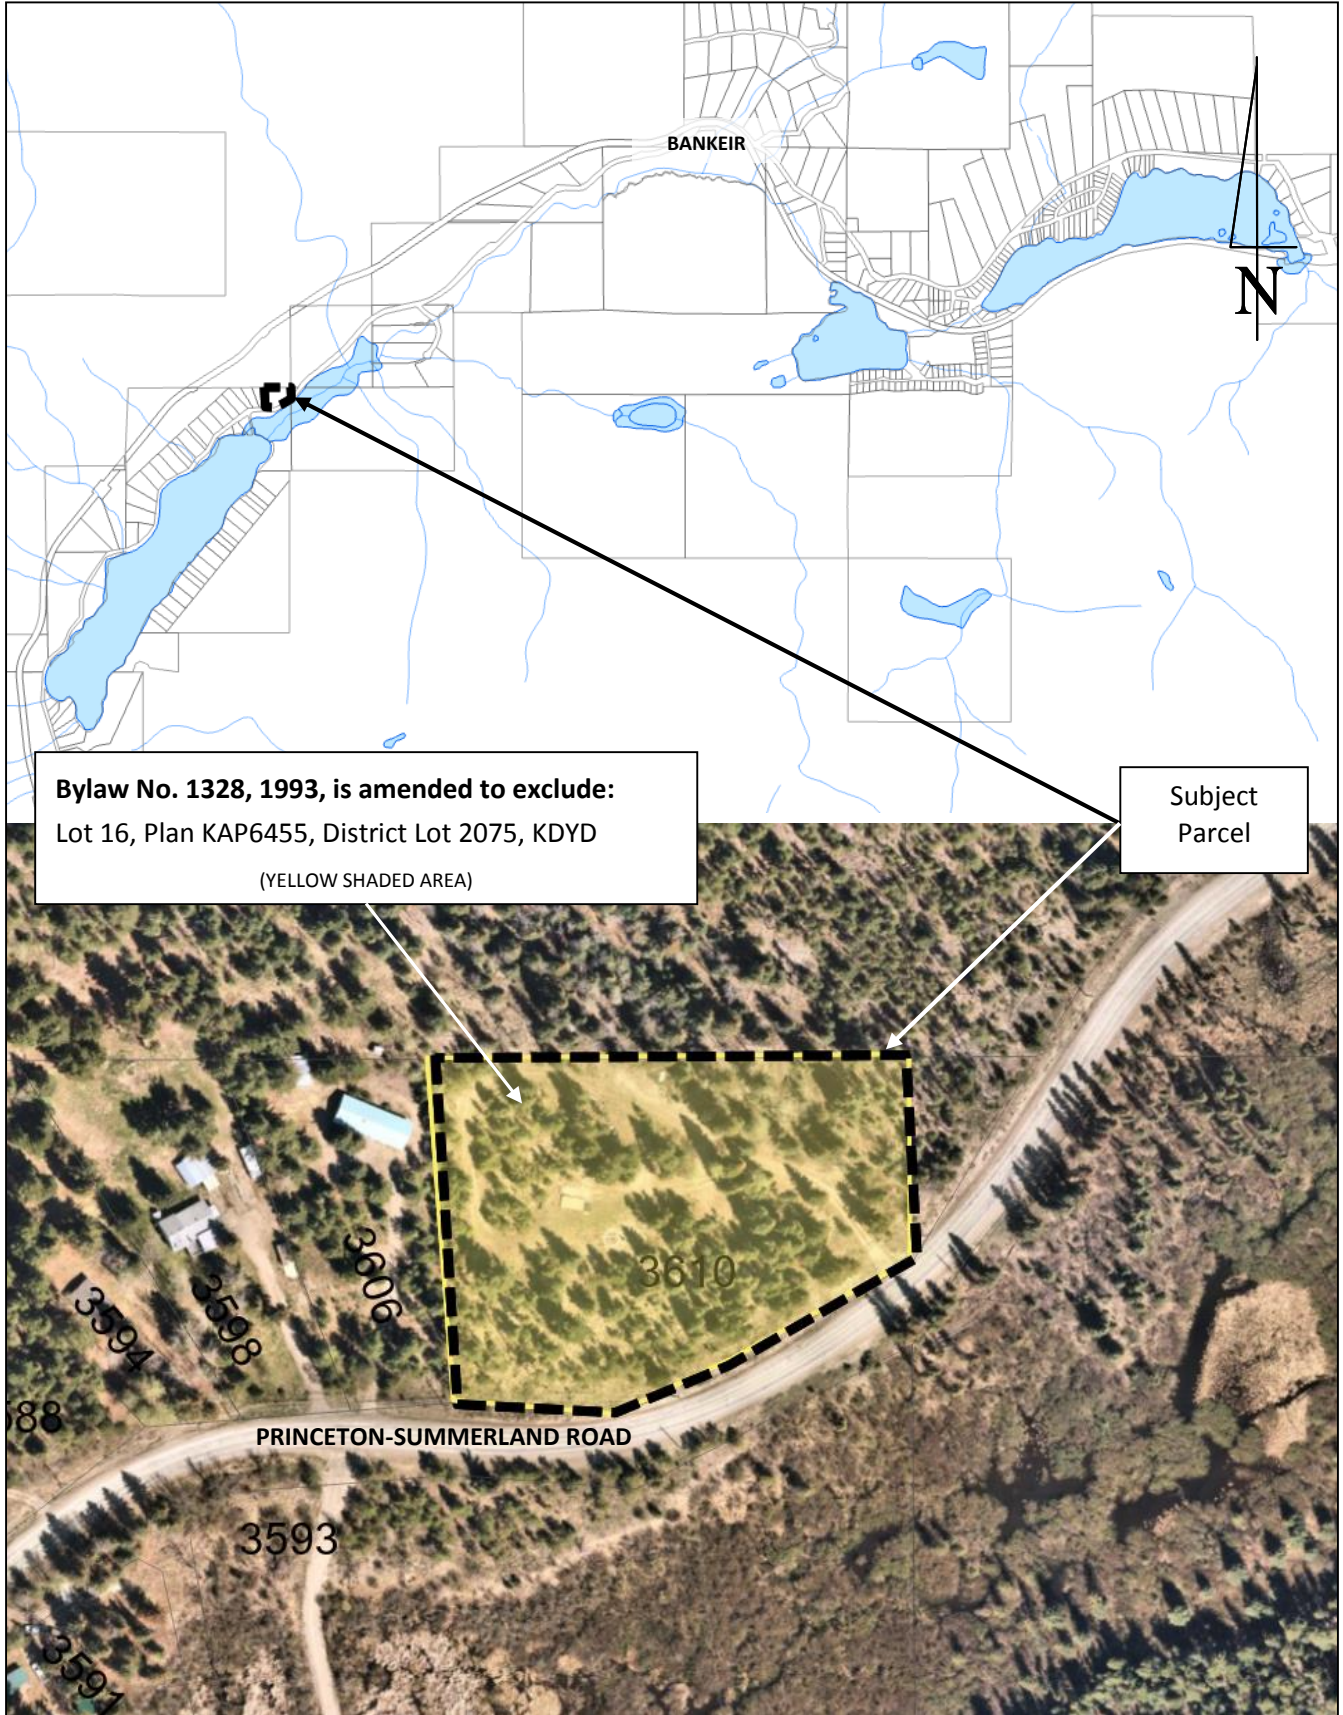 BANKEIR
N
Bylaw No. 1328, 1993, is amended to exclude:
Lot 16, Plan KAP6455, District Lot 2075, KDYD
(YELLOW SHADED AREA)
Subject
Parcel
3610
3606
3598
3594
588
PRINCETON-SUMMERLAND ROAD
3593
3591